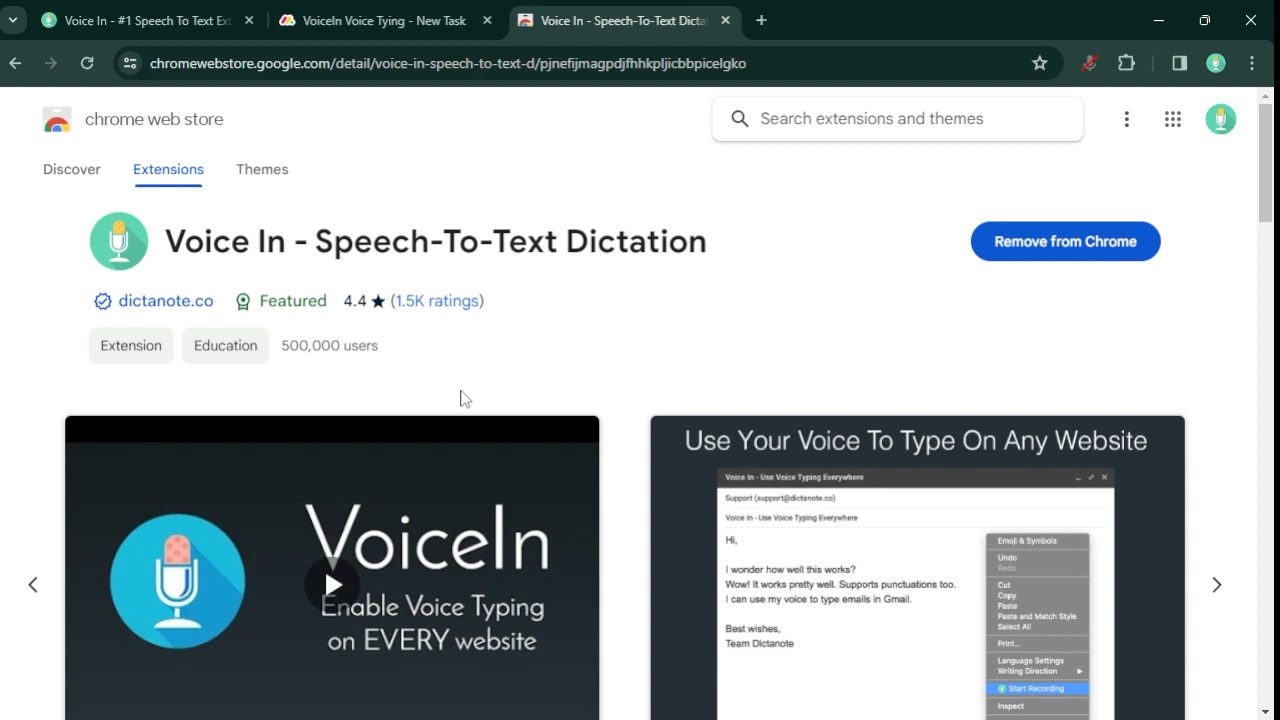 Voice In - #1 Speech To Text Ext
VoiceIn Voice Tying - New Task
Voice In - Speech-To-Text Dicta
chromewebstore.google.com/detail/voice-in-speech-to-text-d/pjnefijmagpdjfhhkpljicbbpicelgko
chrome web store
Search extensions and themes
Discover
Extensions
Themes
Voice In - Speech-To-Text Dictation
Remove from Chrome
dictanote.co
Featured
4.4 ★ (1.5K ratings)
Extension
Education
500,000 users
VoiceIn
Enable Voice Typing
on EVERY website
Use Your Voice To Type On Any Website
Voice In - Use Voice Typing Everywhere
Support (support@dictanote.co)
Voice In - Use Voice Typing Everywhere
Hi,
I wonder how well this works?
Wow! It works pretty well. Supports punctuations too.
I can use my voice to type emails in Gmail.
Best wishes,
Team Dictanote
Emoji & Symbols
Undo
Redo
Cut
Copy
Paste
Paste and Match Style
Select All
Print...
Language Settings
Writing Direction
Start Recording
Inspect